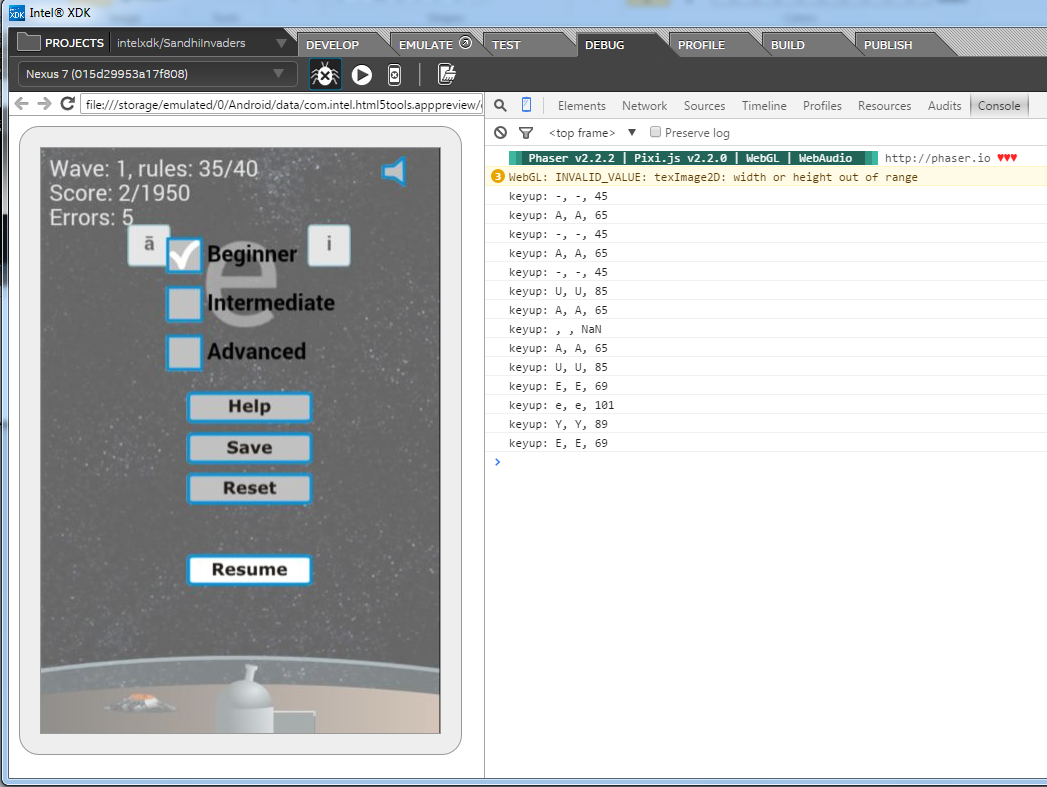 Intel® XDK
PROJECTS intelxdk/SandhiInvaders DEVELOP EMULATE TEST DEBUG PROFILE BUILD PUBLISH
Nexus 7 (015d29953a17f808)
file:///storage/emulated/0/Android/data/com.intel.html5tools.apppreview/
Elements Network Sources Timeline Profiles Resources Audits Console
<top frame> Preserve log
Wave: 1, rules: 35/40
Score: 2/1950
Errors: 5
ā i
e
Beginner
Intermediate
Advanced
Help
Save
Reset
Resume
Phaser v2.2.2 | Pixi.js v2.2.0 | WebGL | WebAudio http://phaser.io ♥♥♥
3 WebGL: INVALID_VALUE: texImage2D: width or height out of range
keyup: -, -, 45
keyup: A, A, 65
keyup: -, -, 45
keyup: A, A, 65
keyup: -, -, 45
keyup: U, U, 85
keyup: A, A, 65
keyup: , , NaN
keyup: A, A, 65
keyup: U, U, 85
keyup: E, E, 69
keyup: e, e, 101
keyup: Y, Y, 89
keyup: E, E, 69
>